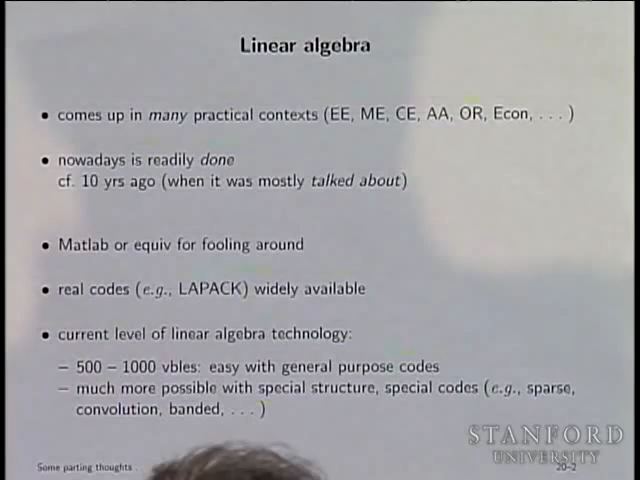 Linear algebra
• comes up in many practical contexts (EE, ME, CE, AA, OR, Econ, . . . )
• nowadays is readily done
cf. 10 yrs ago (when it was mostly talked about)
• Matlab or equiv for fooling around
• real codes (e.g., LAPACK) widely available
• current level of linear algebra technology:
– 500 – 1000 vbles: easy with general purpose codes
– much more possible with special structure, special codes (e.g., sparse,
convolution, banded, . . . )
STANFORD
UNIVERSITY
Some parting thoughts
20–2